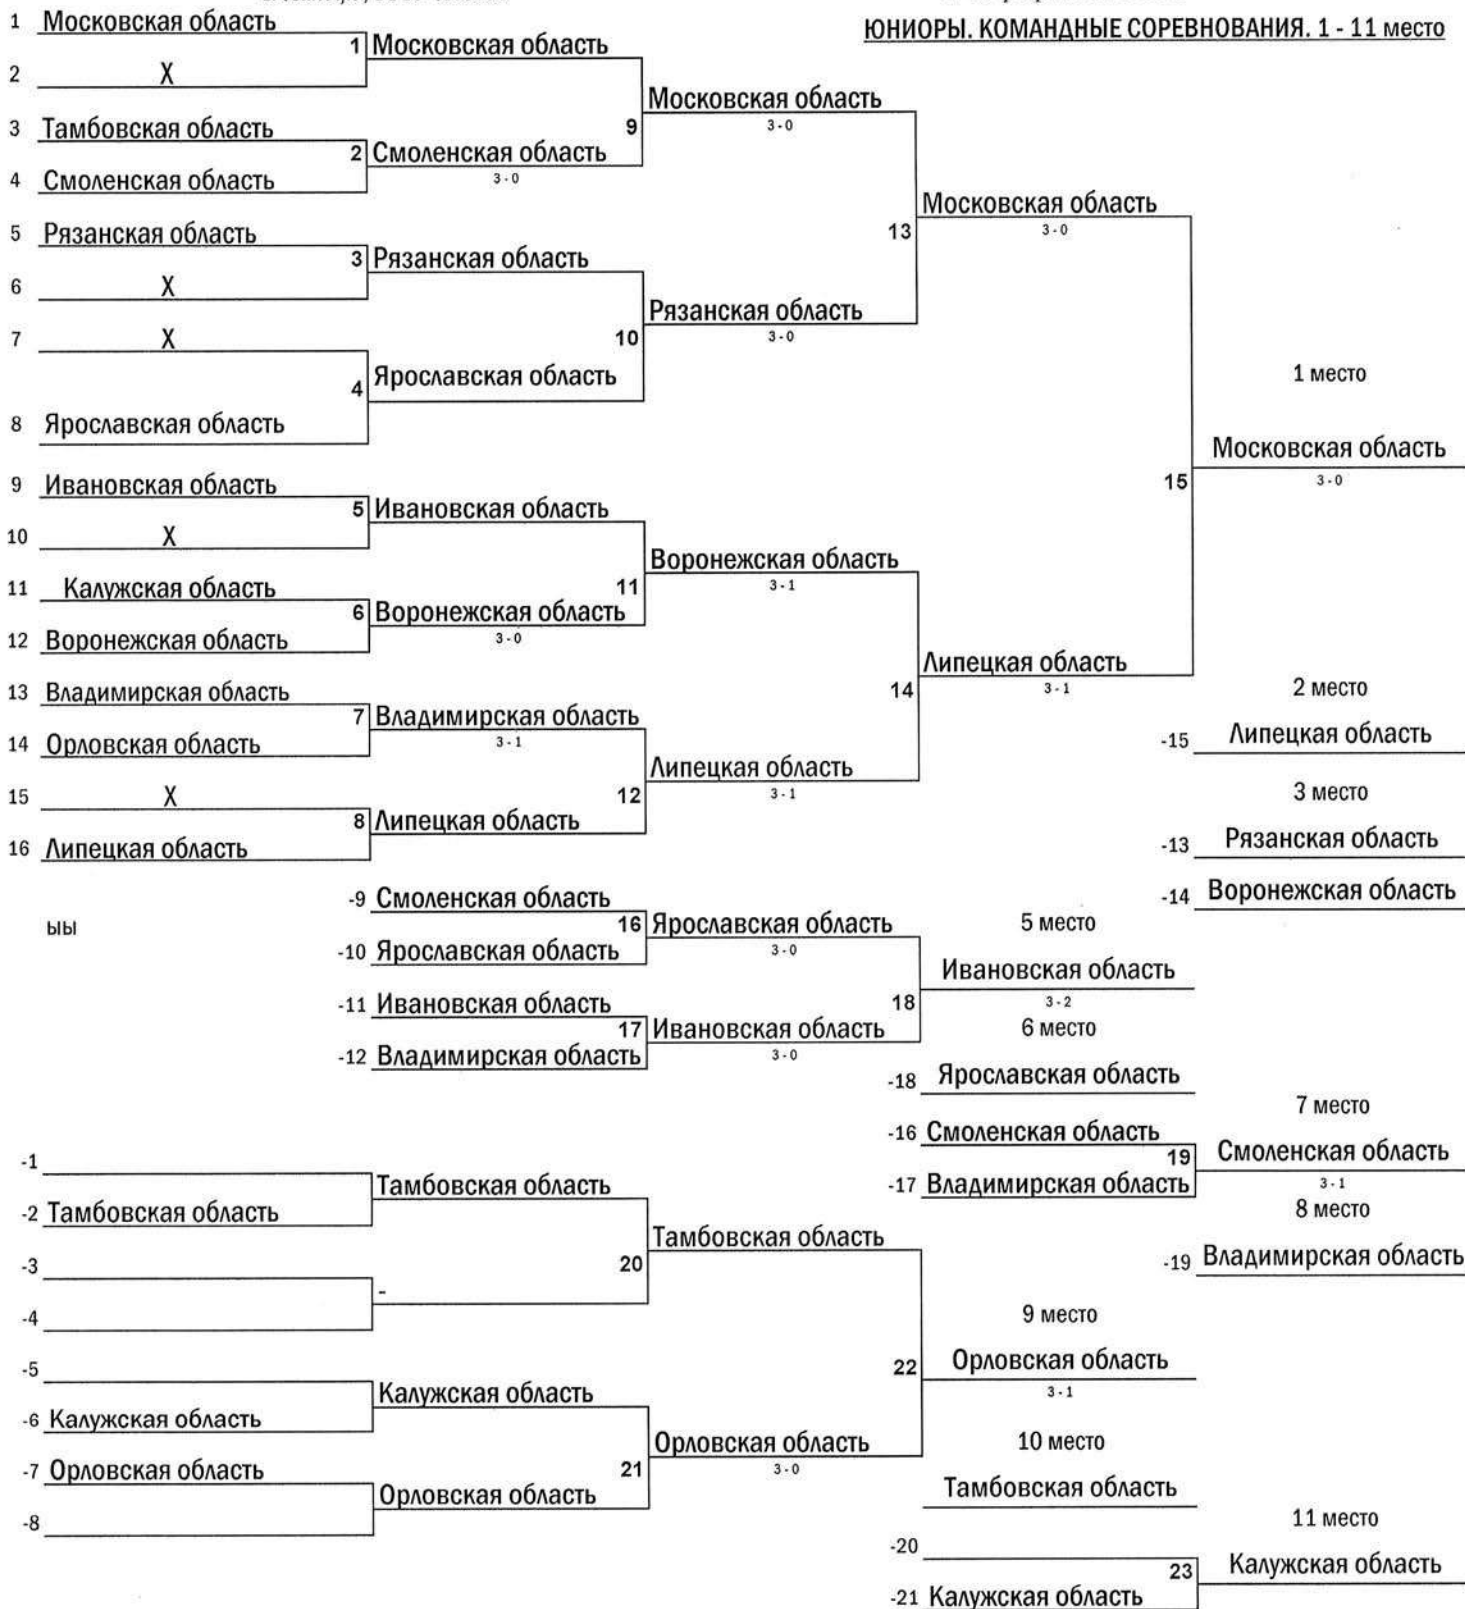 ЮНИОРЫ. КОМАНДНЫЕ СОРЕВНОВАНИЯ. 1 - 11 место
1 Московская область
1 Московская область
2 X
Московская область
3-0
3 Тамбовская область
9
2 Смоленская область
3-0
4 Смоленская область
Московская область
3-0
13
5 Рязанская область
3 Рязанская область
6 X
Рязанская область
3-0
7 X
10
4 Ярославская область
8 Ярославская область
1 место
Московская область
3-0
15
9 Ивановская область
5 Ивановская область
10 X
Воронежская область
3-1
11 Калужская область
11
6 Воронежская область
3-0
12 Воронежская область
Липецкая область
3-1
14
13 Владимирская область
7 Владимирская область
3-1
14 Орловская область
2 место
-15 Липецкая область
Липецкая область
3-1
12
15 X
8 Липецкая область
16 Липецкая область
3 место
-13 Рязанская область
-14 Воронежская область
ыы
-9 Смоленская область
16 Ярославская область
3-0
-10 Ярославская область
5 место
Ивановская область
3-2
18
-11 Ивановская область
17 Ивановская область
3-0
-12 Владимирская область
6 место
-18 Ярославская область
7 место
-16 Смоленская область
19 Смоленская область
3-1
-17 Владимирская область
8 место
-19 Владимирская область
-1
Тамбовская область
-2 Тамбовская область
Тамбовская область
20
-3
-
-4
9 место
22 Орловская область
3-1
-5
Калужская область
-6 Калужская область
Орловская область
3-0
21
-7 Орловская область
Орловская область
-8
10 место
Тамбовская область
11 место
-20
23 Калужская область
-21 Калужская область